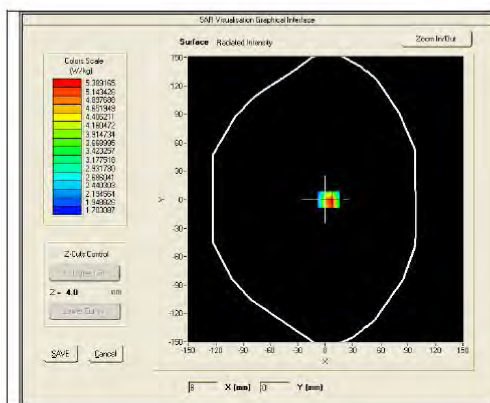 SAR Visualisation Graphical Interface
Surface Radiated Intensity
Zoom In/Out
Colors Scale
(W/kg)
5.389165
5.143426
4.897688
4.651949
4.406211
4.160472
3.914734
3.668995
3.423257
3.177518
2.931780
2.686041
2.440303
2.194564
1.948826
1.703087
150
120
90
60
30
0
-30
-60
-90
-120
-150
Y
-150 -120 -90 -60 -30 0 30 60 90 120 150
X
Z-Cuts Control
Z = 4.0 mm
SAVE Cancel
8 X (mm) 0 Y (mm)